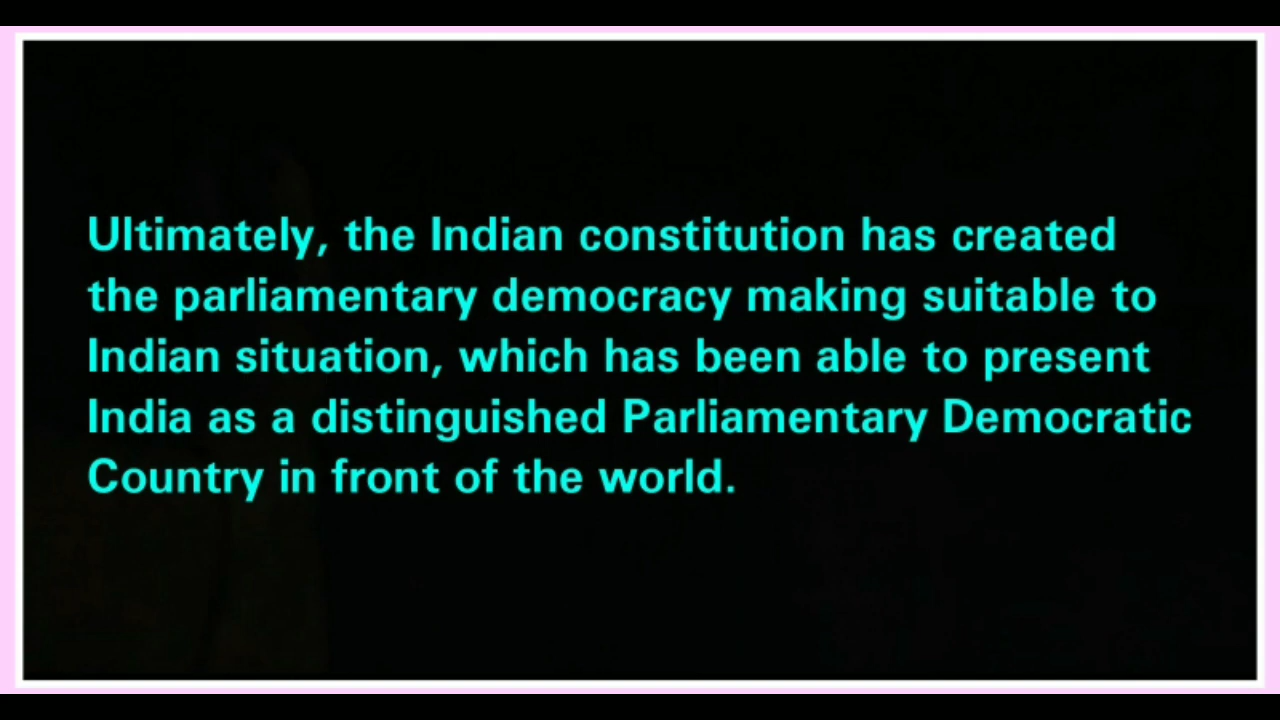 Ultimately, the Indian constitution has created
the parliamentary democracy making suitable to
Indian situation, which has been able to present
India as a distinguished Parliamentary Democratic
Country in front of the world.